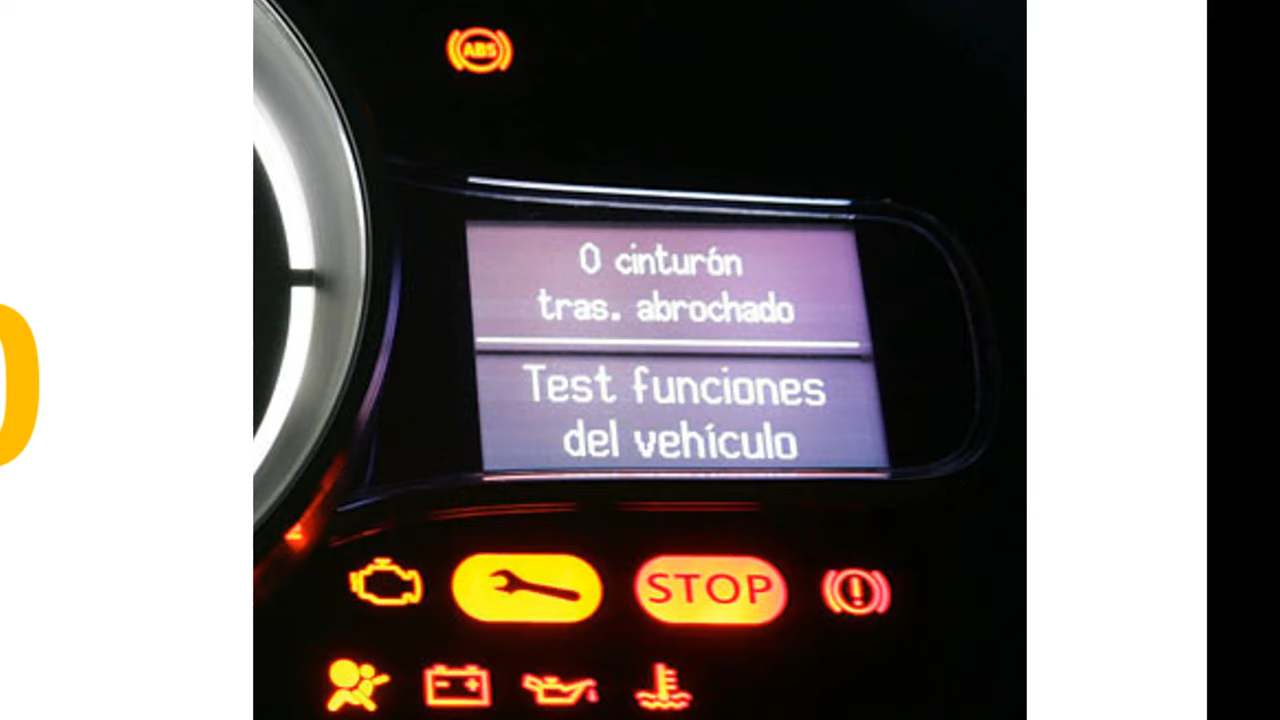 ABS
0 cinturón
tras. abrochado
Test funciones
del vehículo
STOP